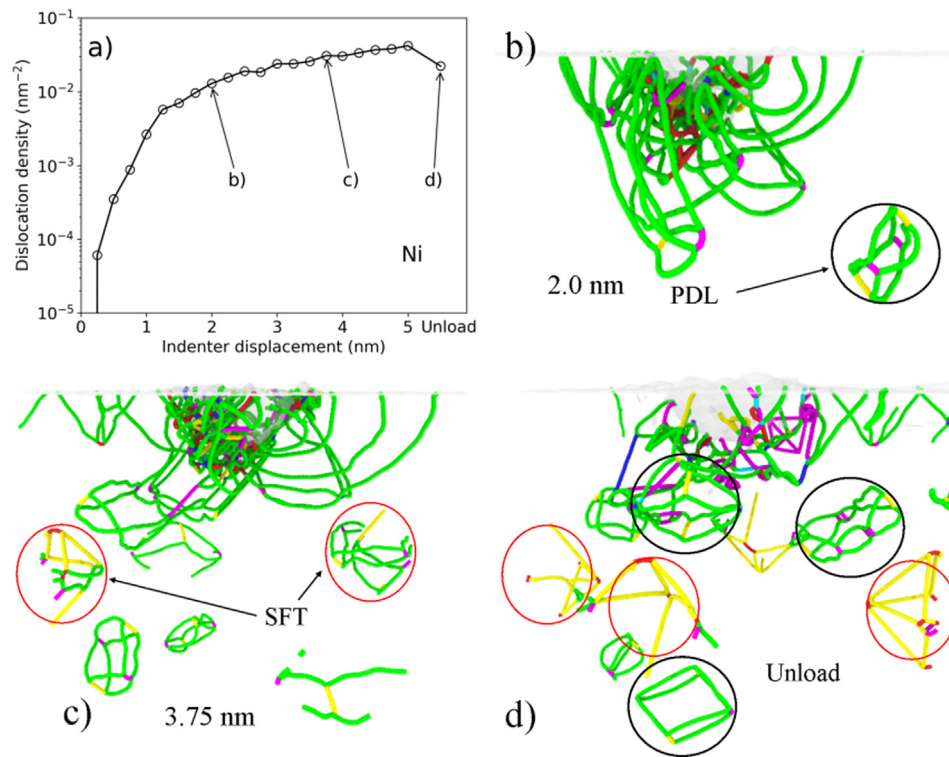 a)
10⁻¹
10⁻²
10⁻³
10⁻⁴
10⁻⁵
Dislocation density (nm⁻²)
b)
c)
d)
Ni
0 1 2 3 4 5 Unload
Indenter displacement (nm)
b)
2.0 nm
PDL
SFT
c)
3.75 nm
Unload
d)